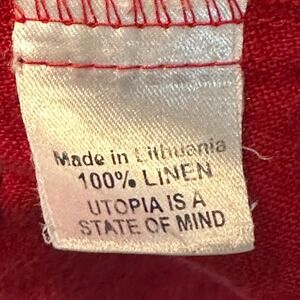 Made in Lithuania
100% LINEN
UTOPIA IS A
STATE OF MIND